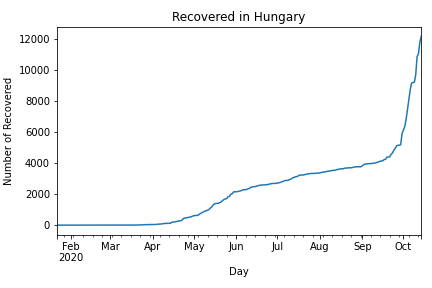 Recovered in Hungary
Number of Recovered
12000
10000
8000
6000
4000
2000
0
Feb Mar Apr May Jun Jul Aug Sep Oct
2020
Day